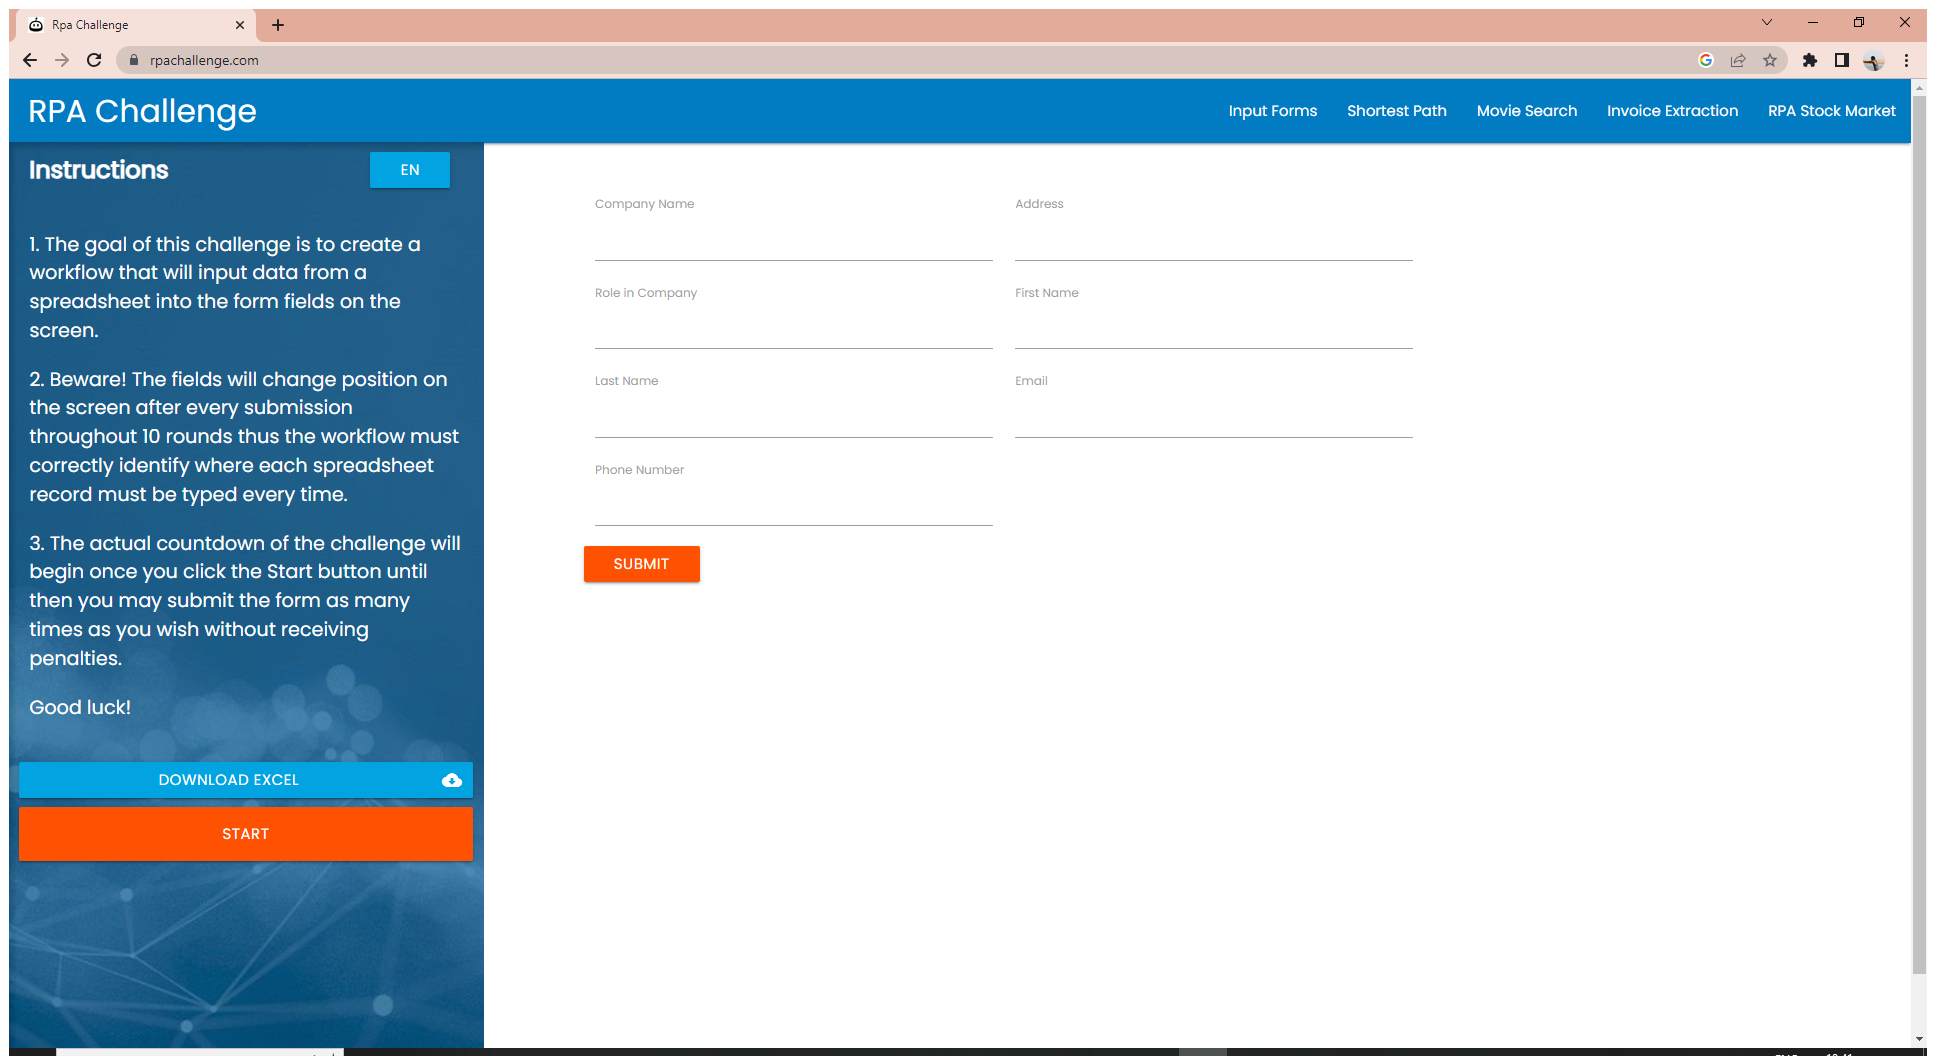 Rpa Challenge
rpachallenge.com
RPA Challenge
Input Forms
Shortest Path
Movie Search
Invoice Extraction
RPA Stock Market
Instructions
EN
1. The goal of this challenge is to create a
workflow that will input data from a
spreadsheet into the form fields on the
screen.
2. Beware! The fields will change position on
the screen after every submission
throughout 10 rounds thus the workflow must
correctly identify where each spreadsheet
record must be typed every time.
3. The actual countdown of the challenge will
begin once you click the Start button until
then you may submit the form as many
times as you wish without receiving
penalties.
Good luck!
DOWNLOAD EXCEL
START
Company Name
Address
Role in Company
First Name
Last Name
Email
Phone Number
SUBMIT